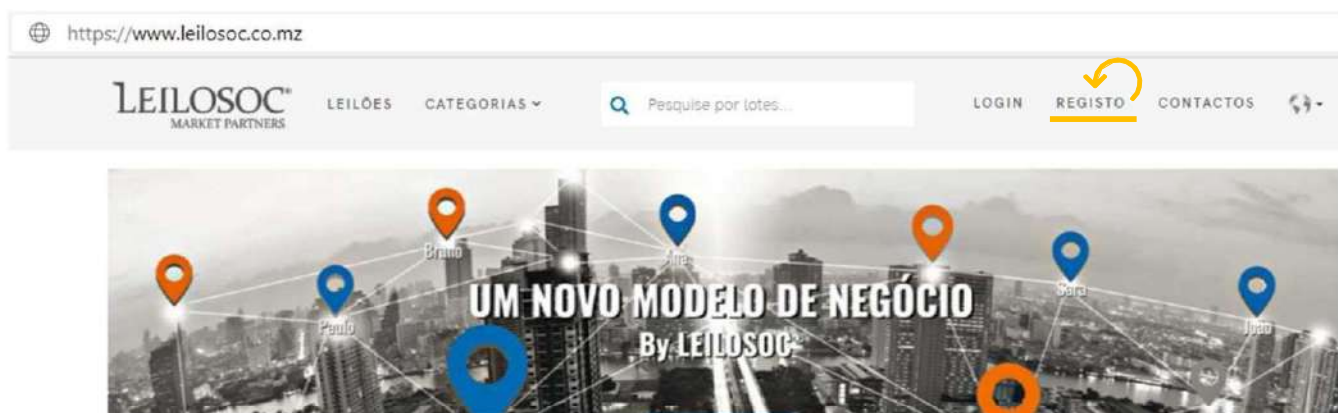 https://www.leilosoc.co.mz
LEILOSOC®
MARKET PARTNERS
LEILÕES
CATEGORIAS
Pesquise por lotes...
LOGIN
REGISTO
CONTACTOS
Bruno
Ana
Sara
Paulo
João
UM NOVO MODELO DE NEGÓCIO
By LEILOSOC®